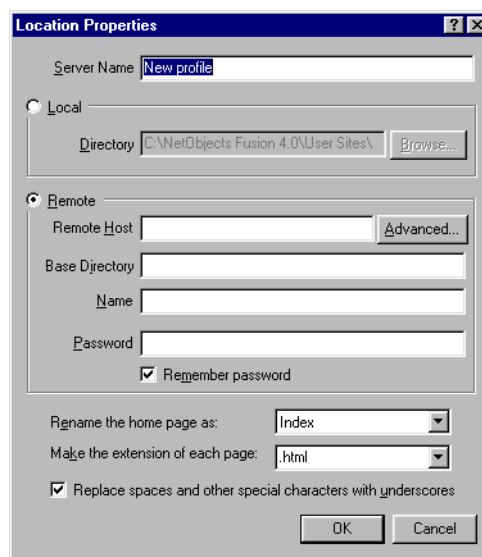 Location Properties
Server Name New profile
Local
Directory C:\NetObjects Fusion 4.0\User Sites\ Browse...
Remote
Remote Host Advanced...
Base Directory
Name
Password
Remember password
Rename the home page as: Index
Make the extension of each page: .html
Replace spaces and other special characters with underscores
OK Cancel